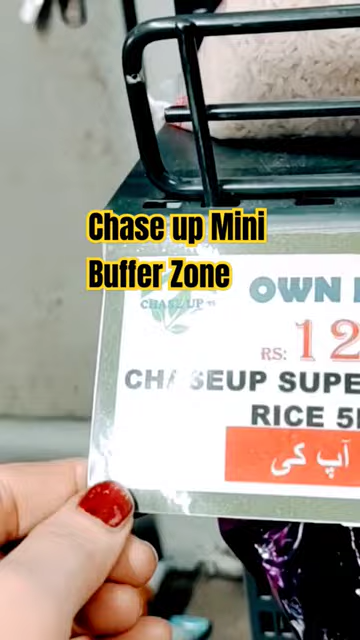 Chase up Mini
Buffer Zone
CHASE UP
OWN
RS: 12
CHASEUP SUPE
RICE 5
آپ کی